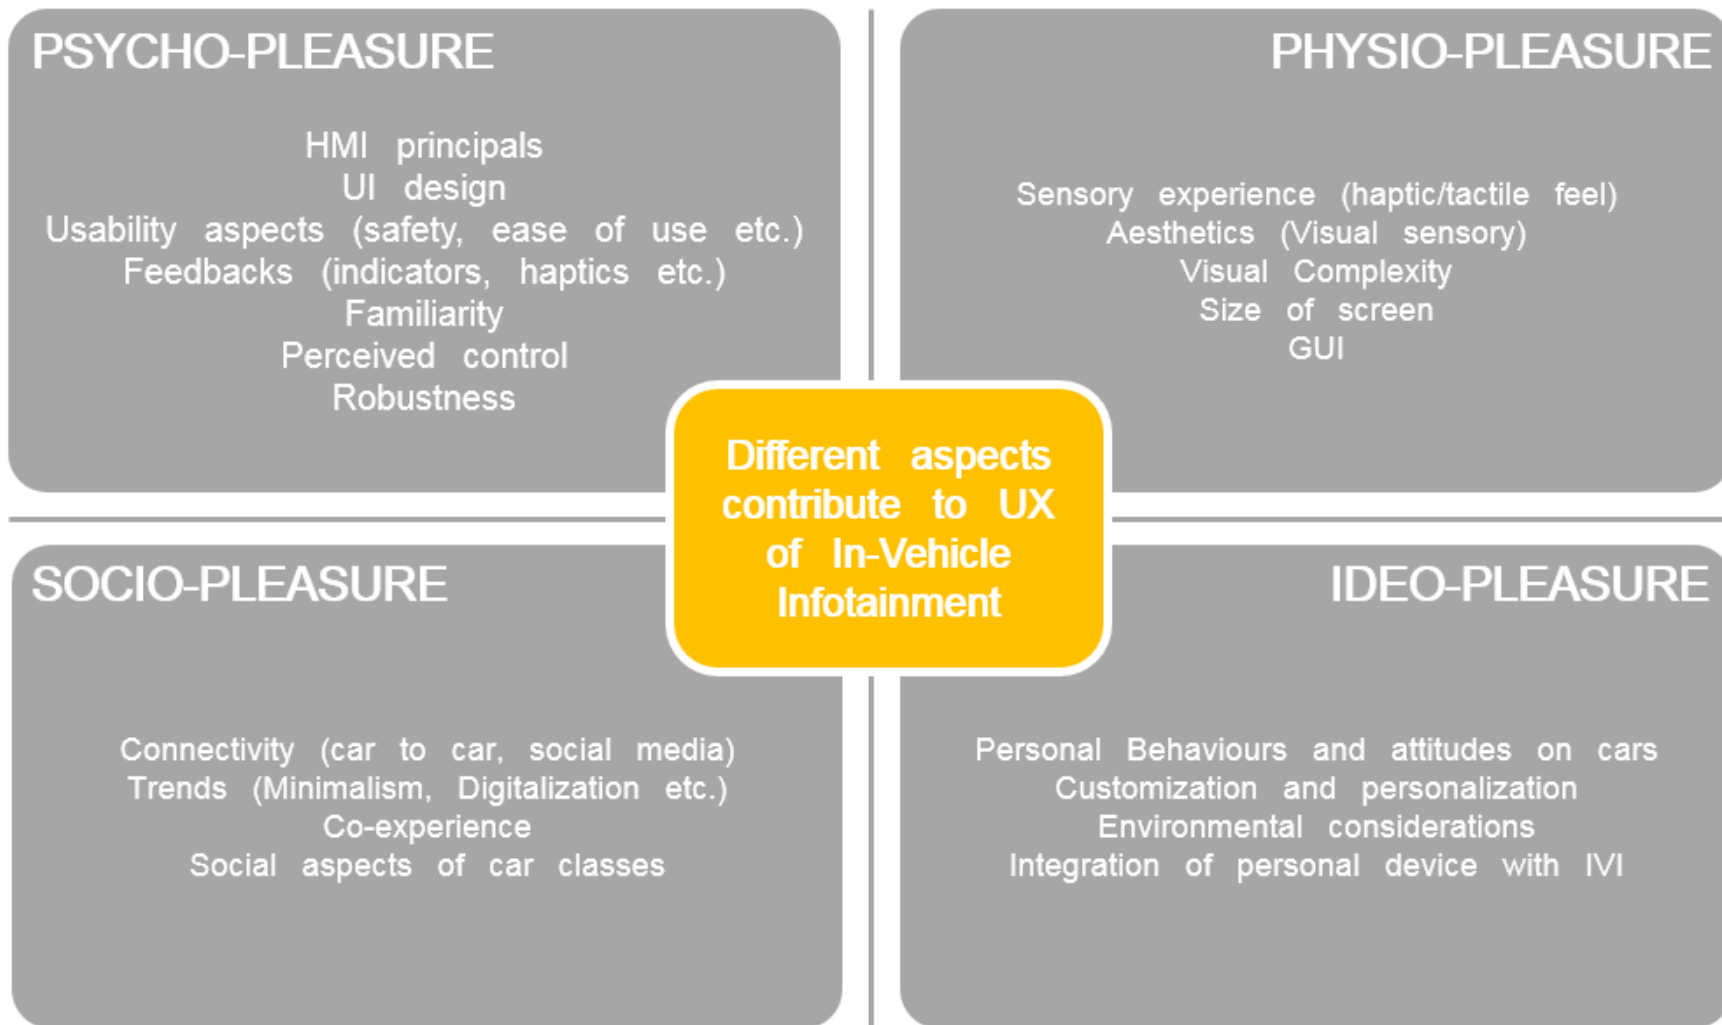 PSYCHO-PLEASURE
HMI principals
UI design
Usability aspects (safety, ease of use etc.)
Feedbacks (indicators, haptics etc.)
Familiarity
Perceived control
Robustness
PHYSIO-PLEASURE
Sensory experience (haptic/tactile feel)
Aesthetics (Visual sensory)
Visual Complexity
Size of screen
GUI
Different aspects
contribute to UX
of In-Vehicle
Infotainment
SOCIO-PLEASURE
Connectivity (car to car, social media)
Trends (Minimalism, Digitalization etc.)
Co-experience
Social aspects of car classes
IDEO-PLEASURE
Personal Behaviours and attitudes on cars
Customization and personalization
Environmental considerations
Integration of personal device with IVI